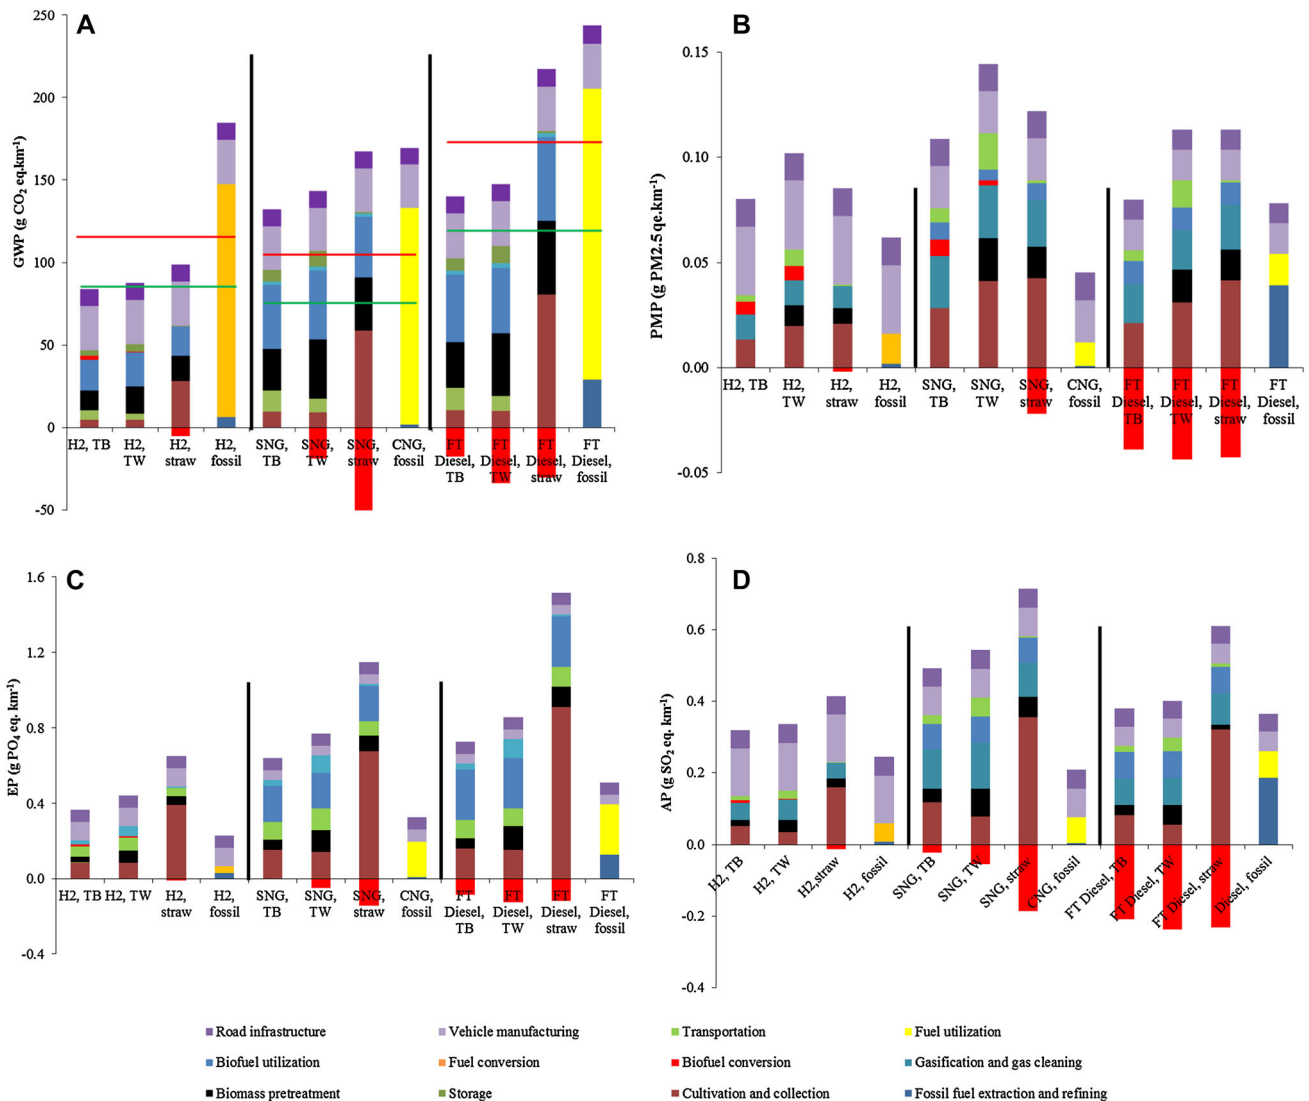 A
GWP (g CO2 eq.km-1)
250
200
150
100
50
0
-50
H2, TB
H2, TW
H2, straw
H2, fossil
SNG, TB
SNG, TW
SNG, straw
CNG, fossil
FT Diesel, TB
FT Diesel, TW
FT Diesel, straw
FT Diesel, fossil
B
PMP (g PM2.5 qe.km-1)
0.15
0.10
0.05
0.00
-0.05
H2, TB
H2, TW
H2, straw
H2, fossil
SNG, TB
SNG, TW
SNG, straw
CNG, fossil
FT Diesel, TB
FT Diesel, TW
FT Diesel, straw
FT Diesel, fossil
C
EP (g PO4 eq. km-1)
1.6
1.2
0.8
0.4
0.0
-0.4
H2, TB
H2, TW
H2, straw
H2, fossil
SNG, TB
SNG, TW
SNG, straw
CNG, fossil
FT Diesel, TB
FT Diesel, TW
FT Diesel, straw
FT Diesel, fossil
D
AP (g SO2 eq. km-1)
0.8
0.6
0.4
0.2
0.0
-0.2
-0.4
H2, TB
H2, TW
H2,straw
H2, fossil
SNG, TB
SNG, TW
SNG, straw
CNG, fossil
FT Diesel, TB
FT Diesel, TW
FT Diesel, straw
Diesel, fossil
Road infrastructure
Vehicle manufacturing
Transportation
Fuel utilization
Biofuel utilization
Fuel conversion
Biofuel conversion
Gasification and gas cleaning
Biomass pretreatment
Storage
Cultivation and collection
Fossil fuel extraction and refining